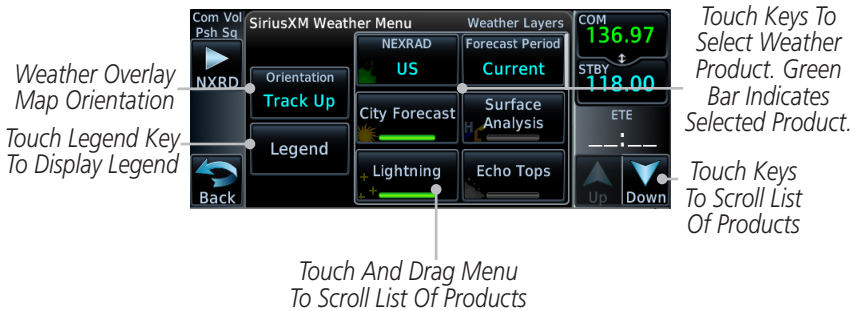 Com Vol
Psh Sq
NXRD
Back
SiriusXM Weather Menu
Weather Layers
Orientation
Track Up
Legend
NEXRAD
US
Forecast Period
Current
City Forecast
Surface
Analysis
Lightning
Echo Tops
COM
136.97
STBY
118.00
ETE
__:__
Up
Down
Weather Overlay
Map Orientation
Touch Legend Key
To Display Legend
Touch Keys To
Select Weather
Product. Green
Bar Indicates
Selected Product.
Touch Keys
To Scroll List
Of Products
Touch And Drag Menu
To Scroll List Of Products